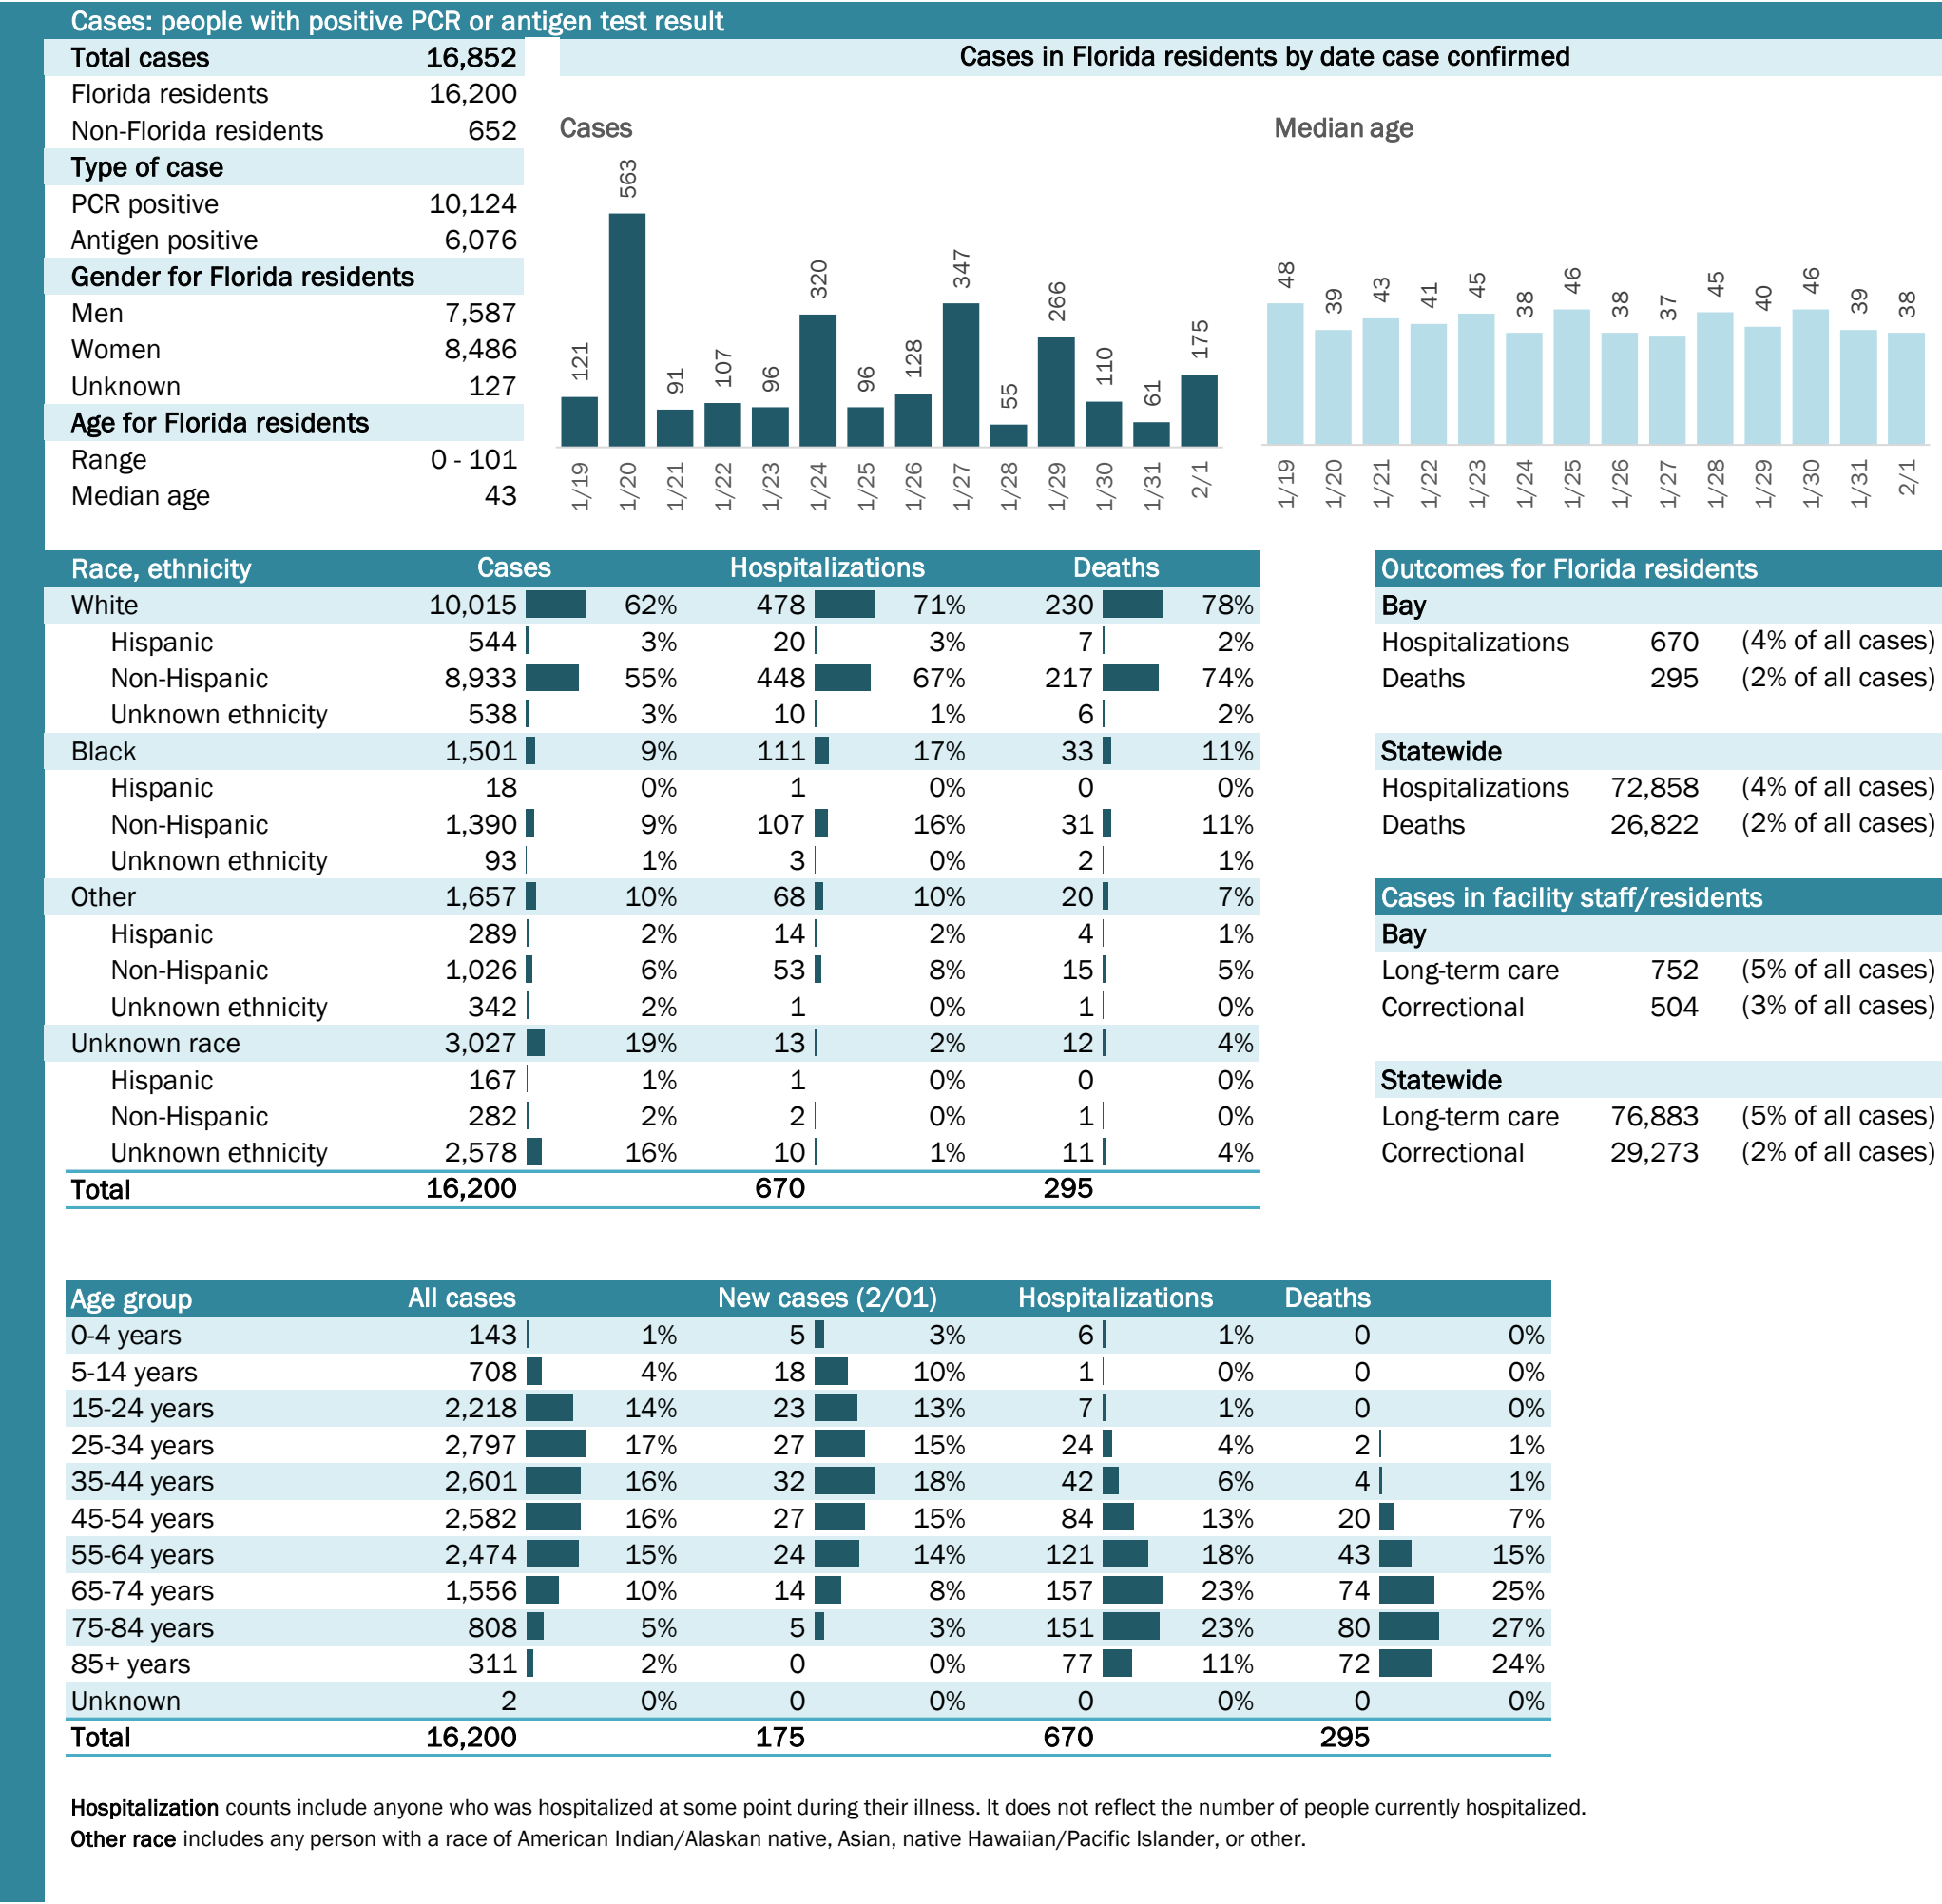 Cases: people with positive PCR or antigen test result
Total cases 16,852
Florida residents 16,200
Non-Florida residents 652
Type of case
PCR positive 10,124
Antigen positive 6,076
Gender for Florida residents
Men 7,587
Women 8,486
Unknown 127
Age for Florida residents
Range 0 - 101
Median age 43
Cases in Florida residents by date case confirmed
Cases
121 563 91 107 96 320 96 128 347 55 266 110 61 175
1/19 1/20 1/21 1/22 1/23 1/24 1/25 1/26 1/27 1/28 1/29 1/30 1/31 2/1
Median age
48 39 43 41 45 38 46 38 37 45 40 46 39 38
1/19 1/20 1/21 1/22 1/23 1/24 1/25 1/26 1/27 1/28 1/29 1/30 1/31 2/1
Race, ethnicity Cases Hospitalizations Deaths
White 10,015 62% 478 71% 230 78%
Hispanic 544 3% 20 3% 7 2%
Non-Hispanic 8,933 55% 448 67% 217 74%
Unknown ethnicity 538 3% 10 1% 6 2%
Black 1,501 9% 111 17% 33 11%
Hispanic 18 0% 1 0% 0 0%
Non-Hispanic 1,390 9% 107 16% 31 11%
Unknown ethnicity 93 1% 3 0% 2 1%
Other 1,657 10% 68 10% 20 7%
Hispanic 289 2% 14 2% 4 1%
Non-Hispanic 1,026 6% 53 8% 15 5%
Unknown ethnicity 342 2% 1 0% 1 0%
Unknown race 3,027 19% 13 2% 12 4%
Hispanic 167 1% 1 0% 0 0%
Non-Hispanic 282 2% 2 0% 1 0%
Unknown ethnicity 2,578 16% 10 1% 11 4%
Total 16,200 670 295
Outcomes for Florida residents
Bay
Hospitalizations 670 (4% of all cases)
Deaths 295 (2% of all cases)
Statewide
Hospitalizations 72,858 (4% of all cases)
Deaths 26,822 (2% of all cases)
Cases in facility staff/residents
Bay
Long-term care 752 (5% of all cases)
Correctional 504 (3% of all cases)
Statewide
Long-term care 76,883 (5% of all cases)
Correctional 29,273 (2% of all cases)
Age group All cases New cases (2/01) Hospitalizations Deaths
0-4 years 143 1% 5 3% 6 1% 0 0%
5-14 years 708 4% 18 10% 1 0% 0 0%
15-24 years 2,218 14% 23 13% 7 1% 0 0%
25-34 years 2,797 17% 27 15% 24 4% 2 1%
35-44 years 2,601 16% 32 18% 42 6% 4 1%
45-54 years 2,582 16% 27 15% 84 13% 20 7%
55-64 years 2,474 15% 24 14% 121 18% 43 15%
65-74 years 1,556 10% 14 8% 157 23% 74 25%
75-84 years 808 5% 5 3% 151 23% 80 27%
85+ years 311 2% 0 0% 77 11% 72 24%
Unknown 2 0% 0 0% 0 0% 0 0%
Total 16,200 175 670 295
Hospitalization counts include anyone who was hospitalized at some point during their illness. It does not reflect the number of people currently hospitalized.
Other race includes any person with a race of American Indian/Alaskan native, Asian, native Hawaiian/Pacific Islander, or other.